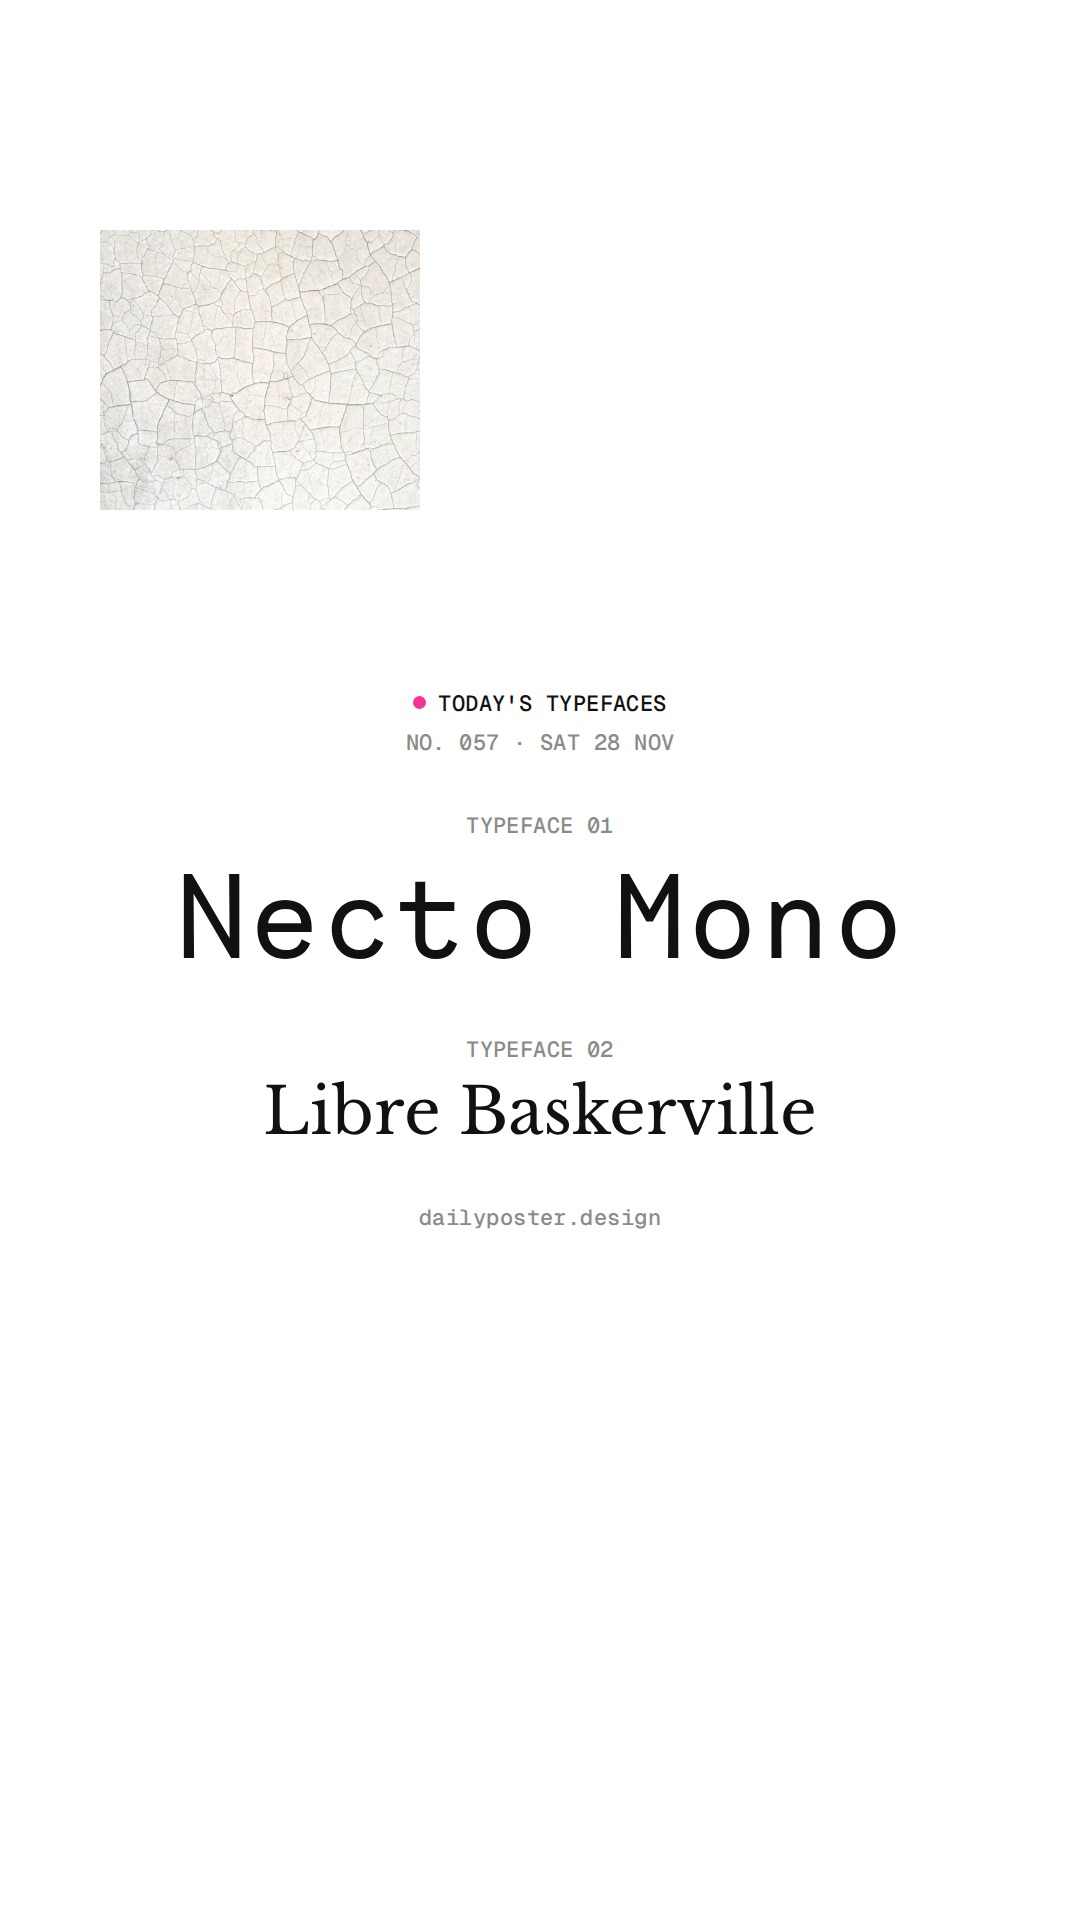 TODAY'S TYPEFACES
NO. 057 · SAT 28 NOV
TYPEFACE 01
Necto Mono
TYPEFACE 02
Libre Baskerville
dailyposter.design